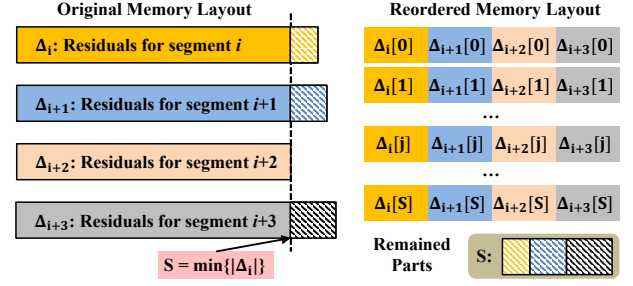 Original Memory Layout
Δᵢ: Residuals for segment i
Δᵢ₊₁: Residuals for segment i+1
Δᵢ₊₂: Residuals for segment i+2
Δᵢ₊₃: Residuals for segment i+3
S = min{|Δᵢ|}
Reordered Memory Layout
Δᵢ[0] Δᵢ₊₁[0] Δᵢ₊₂[0] Δᵢ₊₃[0]
Δᵢ[1] Δᵢ₊₁[1] Δᵢ₊₂[1] Δᵢ₊₃[1]
...
Δᵢ[j] Δᵢ₊₁[j] Δᵢ₊₂[j] Δᵢ₊₃[j]
...
Δᵢ[S] Δᵢ₊₁[S] Δᵢ₊₂[S] Δᵢ₊₃[S]
Remained
Parts
S: